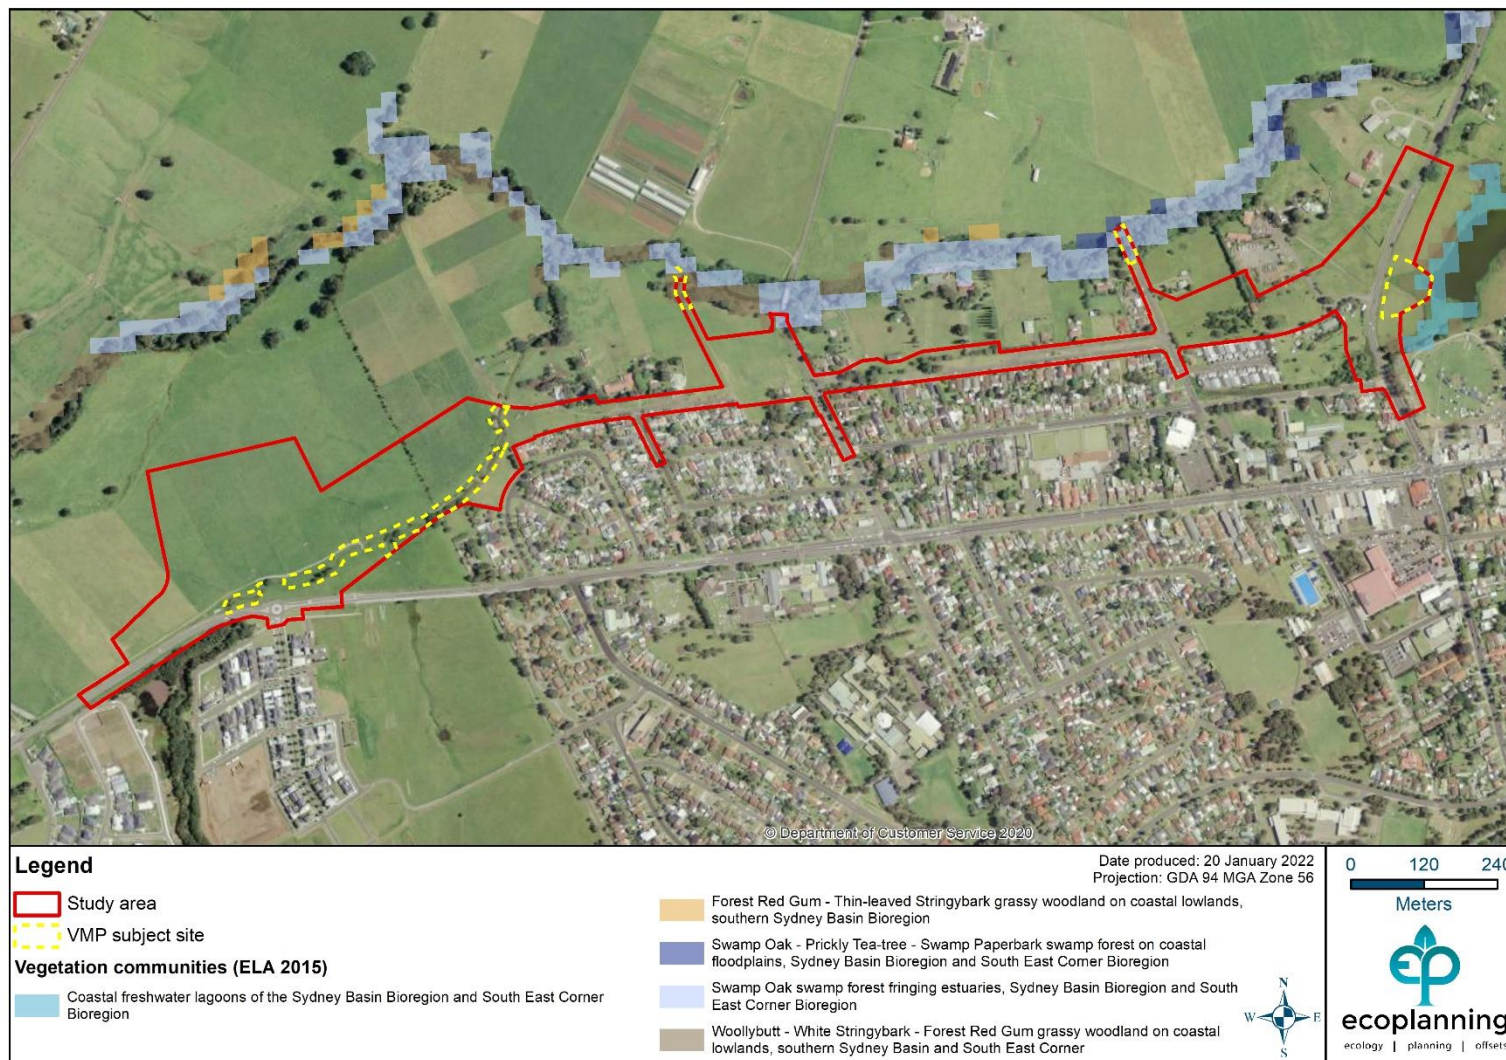 © Department of Customer Service 2020
Legend
Study area
VMP subject site
Vegetation communities (ELA 2015)
Coastal freshwater lagoons of the Sydney Basin Bioregion and South East Corner
Bioregion
Date produced: 20 January 2022
Projection: GDA 94 MGA Zone 56
Forest Red Gum - Thin-leaved Stringybark grassy woodland on coastal lowlands,
southern Sydney Basin Bioregion
Swamp Oak - Prickly Tea-tree - Swamp Paperbark swamp forest on coastal
floodplains, Sydney Basin Bioregion and South East Corner Bioregion
Swamp Oak swamp forest fringing estuaries, Sydney Basin Bioregion and South
East Corner Bioregion
Woollybutt - White Stringybark - Forest Red Gum grassy woodland on coastal
lowlands, southern Sydney Basin and South East Corner
N
W E
S
0 120 240
Meters
ep
ecoplanning
ecology | planning | offsets